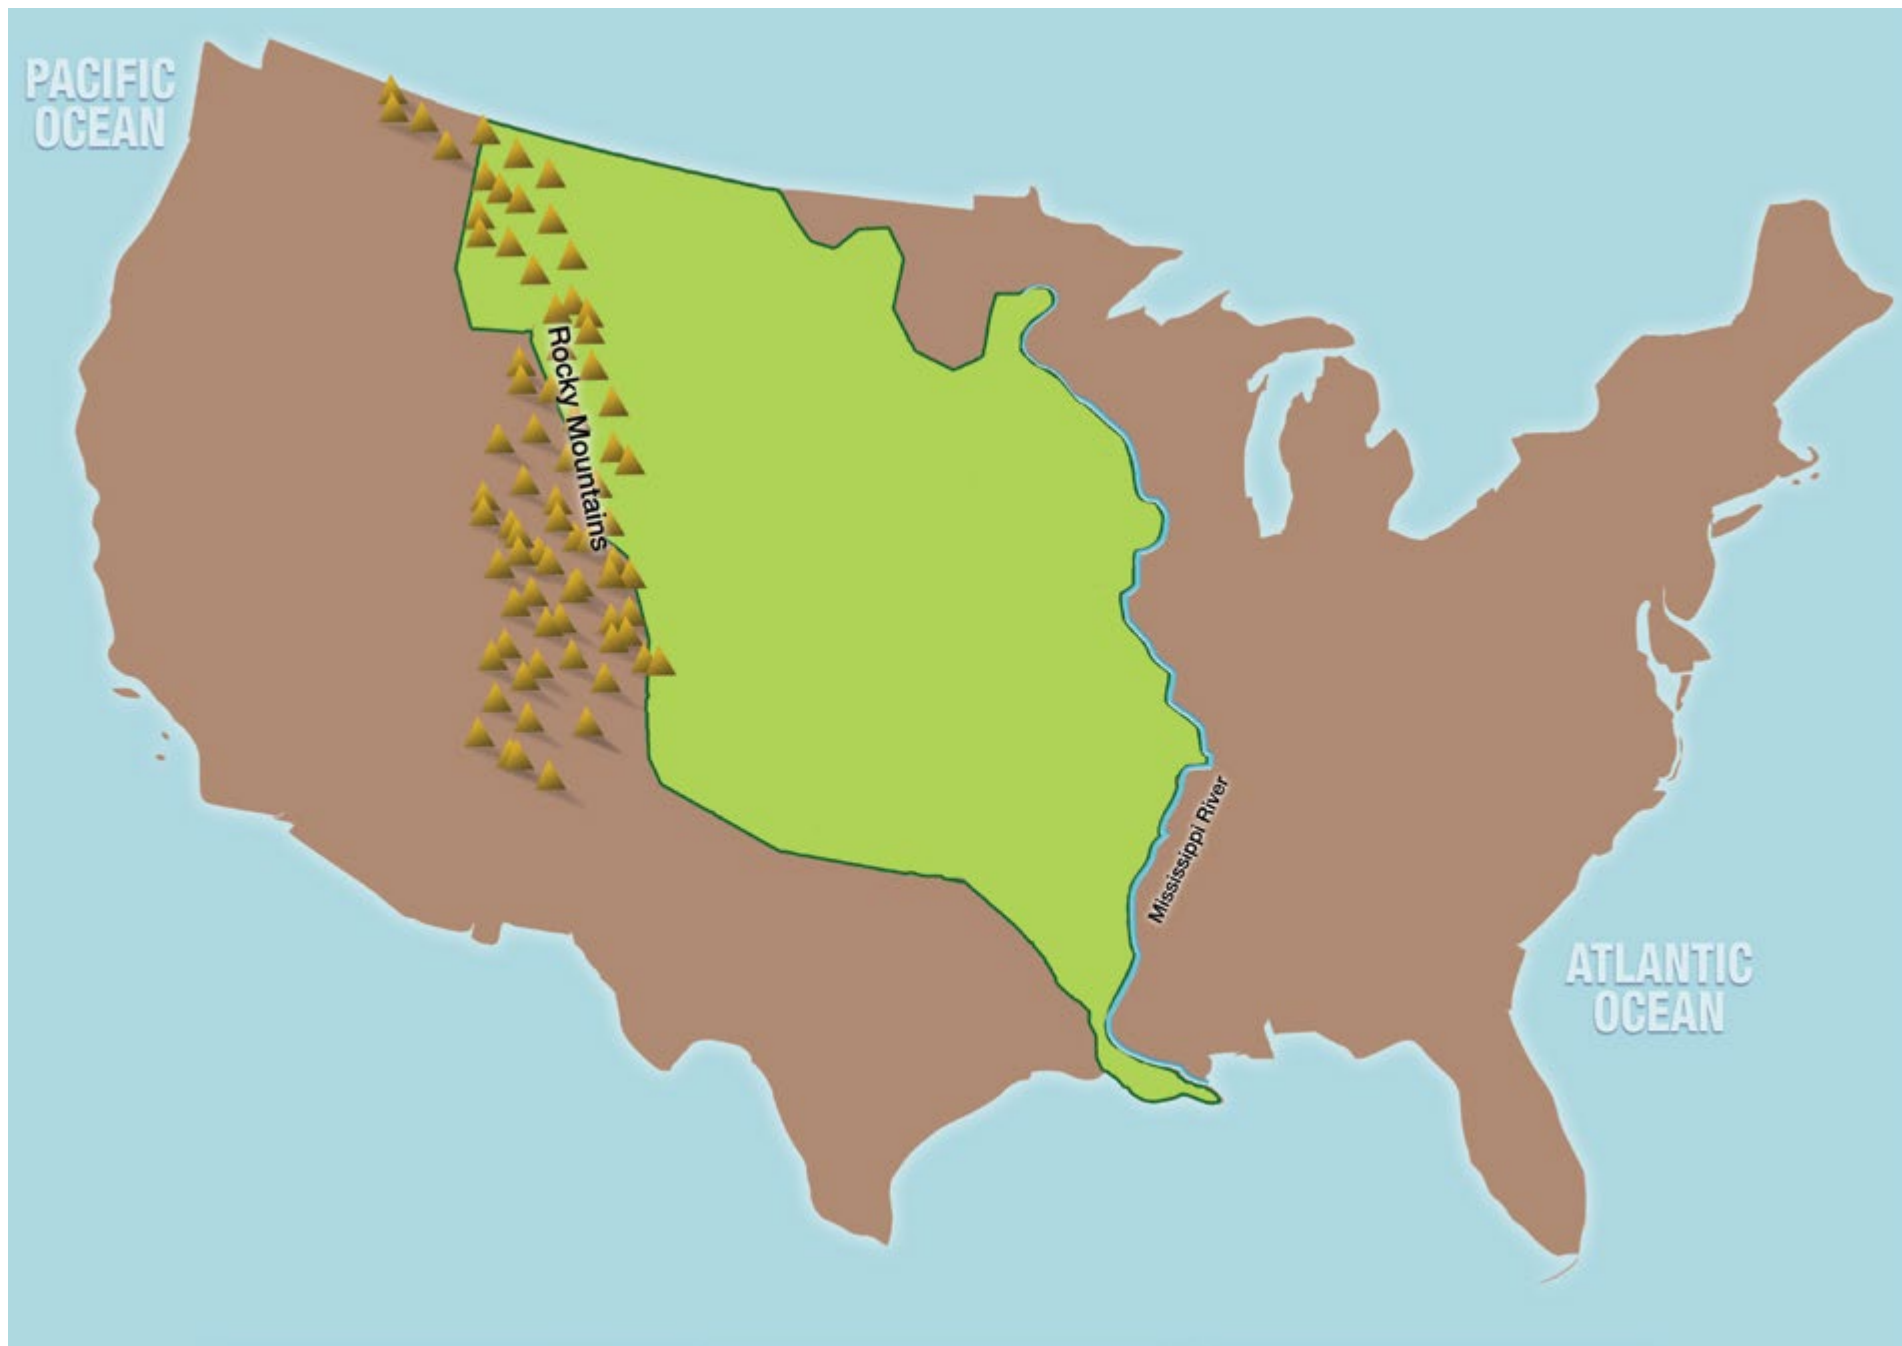 PACIFIC
OCEAN
Rocky Mountains
Mississippi River
ATLANTIC
OCEAN